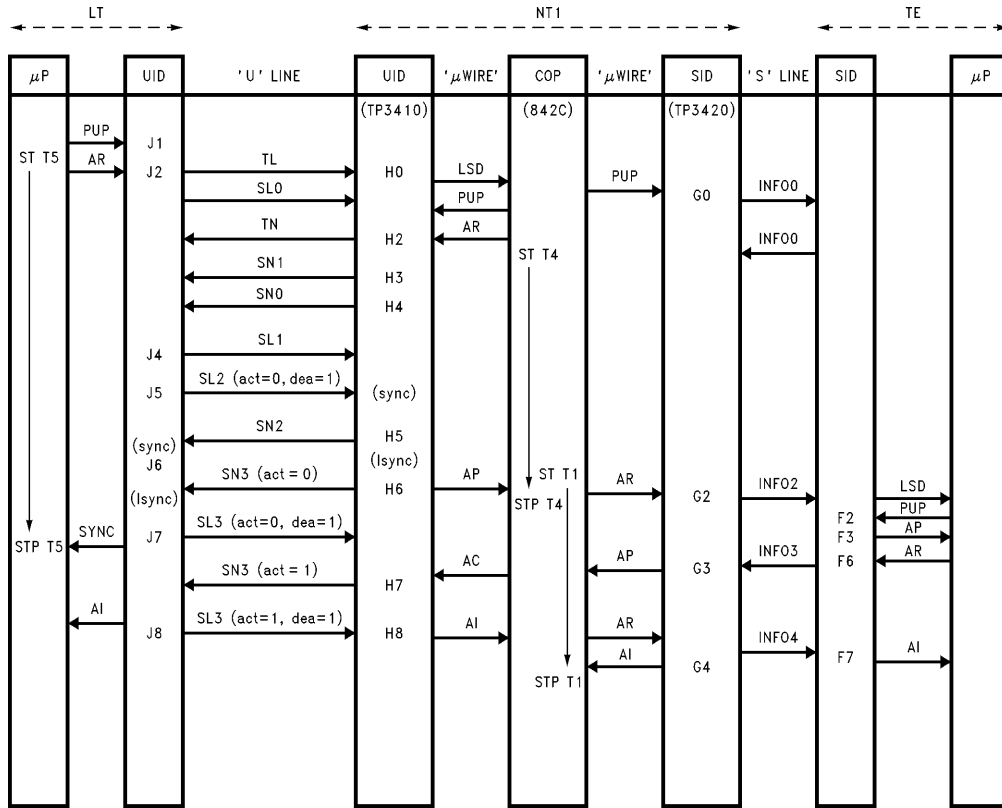 LT NT1 TE
μP UID 'U' LINE UID 'μWIRE' COP 'μWIRE' SID 'S' LINE SID μP
(TP3410) (842C) (TP3420)
PUP J1
ST T5 AR J2 TL H0 LSD PUP
SL0 PUP G0 INFO0
TN H2 AR INFO0
ST T4
SN1 H3
SN0 H4
J4 SL1
J5 SL2 (act=0, dea=1) (sync)
(sync) SN2 H5
J6 (lsync)
(lsync) SN3 (act=0) H6 AP ST T1 AR G2 INFO2 LSD
STP T4
F2 PUP
SYNC J7 SL3 (act=0, dea=1) F3 AP
STP T5
AC AP G3 INFO3 F6 AR
SN3 (act=1) H7
AI
J8 SL3 (act=1, dea=1) H8 AI AR INFO4
AI G4 F7 AI
STP T1